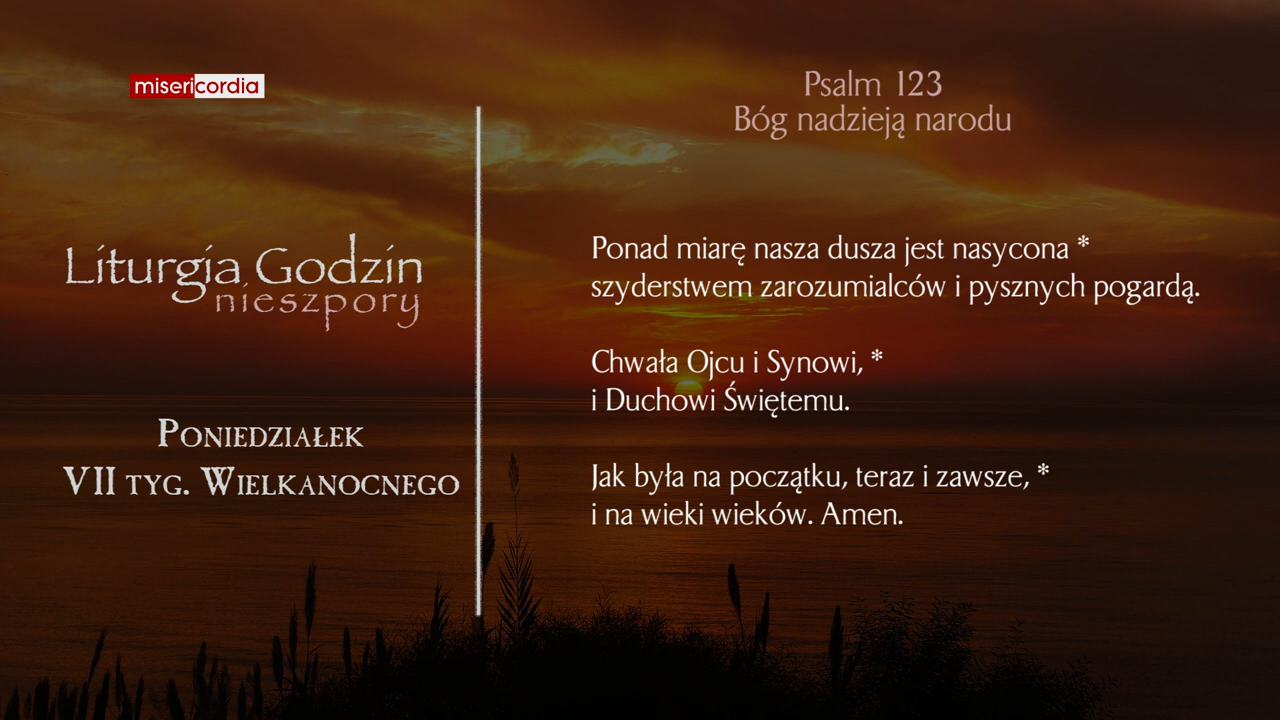 misericordia
Liturgia Godzin
nieszpory
Poniedziałek
VII tyg. Wielkanocnego
Psalm 123
Bóg nadzieją narodu
Ponad miarę nasza dusza jest nasycona *
szyderstwem zarozumialców i pysznych pogardą.
Chwała Ojcu i Synowi, *
i Duchowi Świętemu.
Jak była na początku, teraz i zawsze, *
i na wieki wieków. Amen.